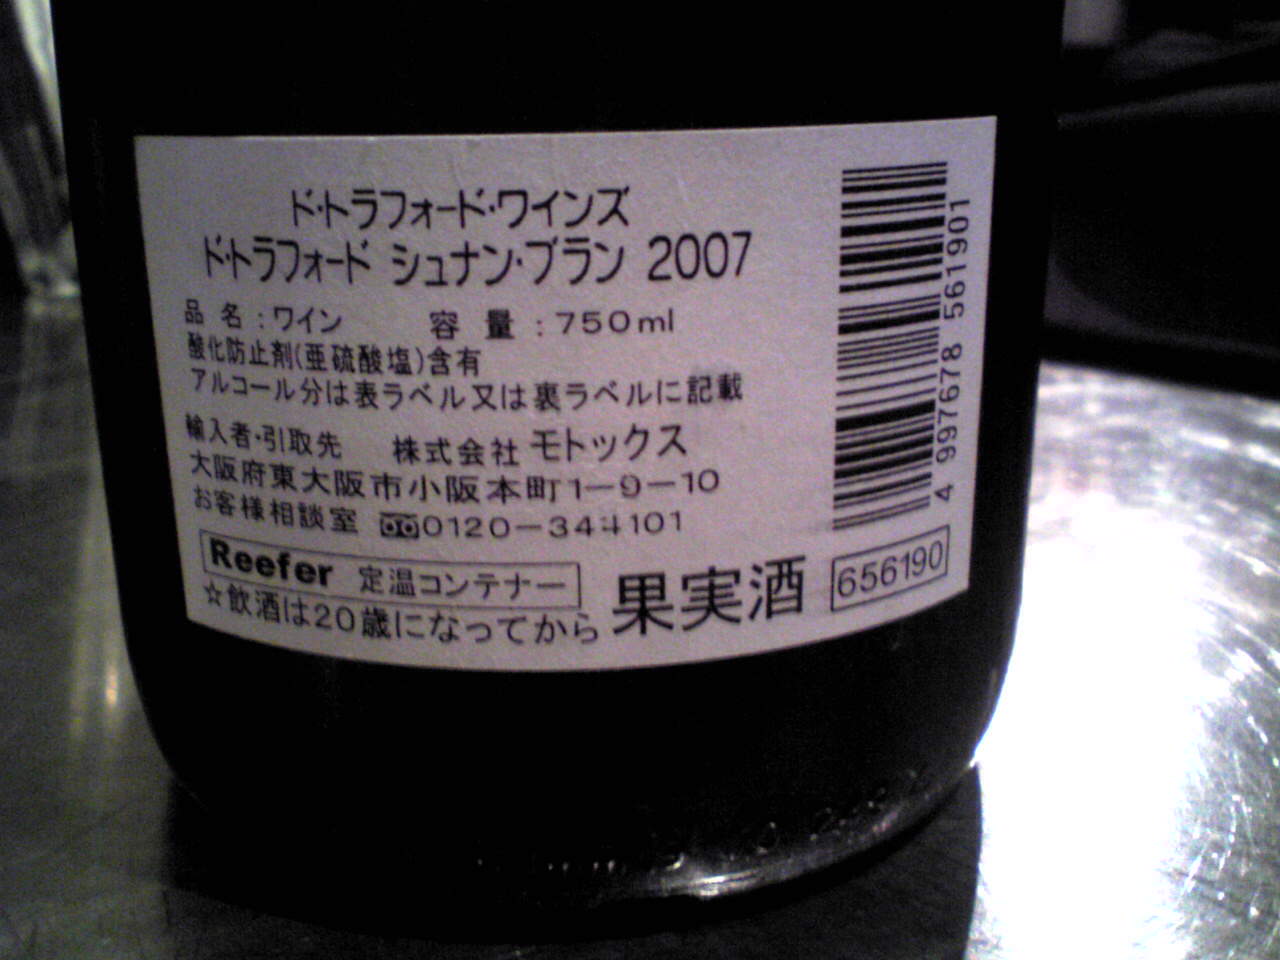 ド・トラフォード・ワインズ
ド・トラフォード シュナン・ブラン 2007
品 名 : ワイン 容 量 : 750ml
酸化防止剤(亜硫酸塩)含有
アルコール分は表ラベル又は裏ラベルに記載
輸入者・引取先 株式会社 モトックス
大阪府東大阪市小阪本町1-9-10
お客様相談室 0120-344101
Reefer 定温コンテナー
☆飲酒は20歳になってから
果実酒
656190
4 997678 561901